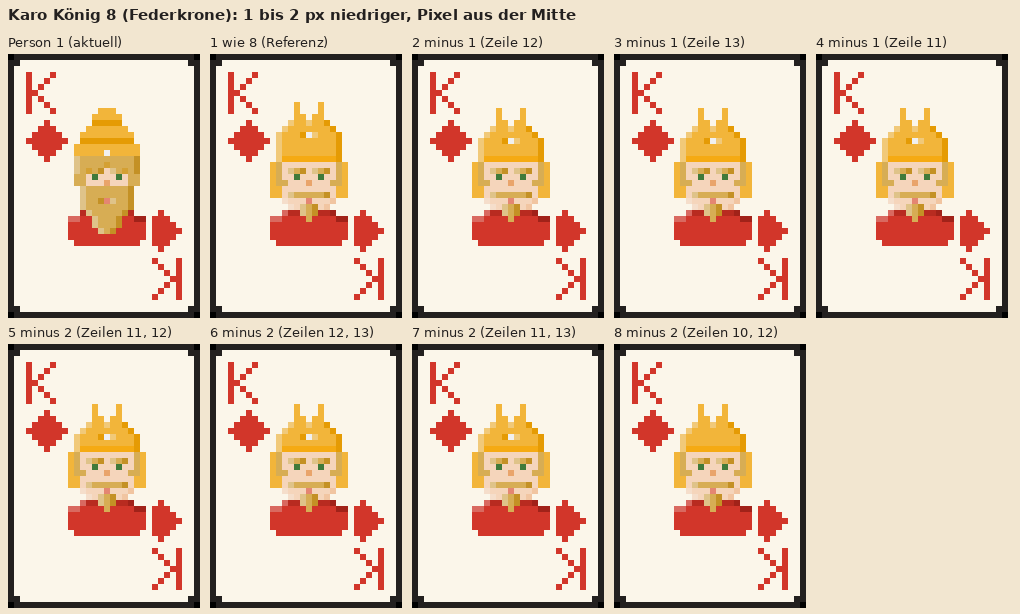 Karo König 8 (Federkrone): 1 bis 2 px niedriger, Pixel aus der Mitte
Person 1 (aktuell)
1 wie 8 (Referenz)
2 minus 1 (Zeile 12)
3 minus 1 (Zeile 13)
4 minus 1 (Zeile 11)
K
K
K
K
K
K
K
K
K
K
5 minus 2 (Zeilen 11, 12)
6 minus 2 (Zeilen 12, 13)
7 minus 2 (Zeilen 11, 13)
8 minus 2 (Zeilen 10, 12)
K
K
K
K
K
K
K
K